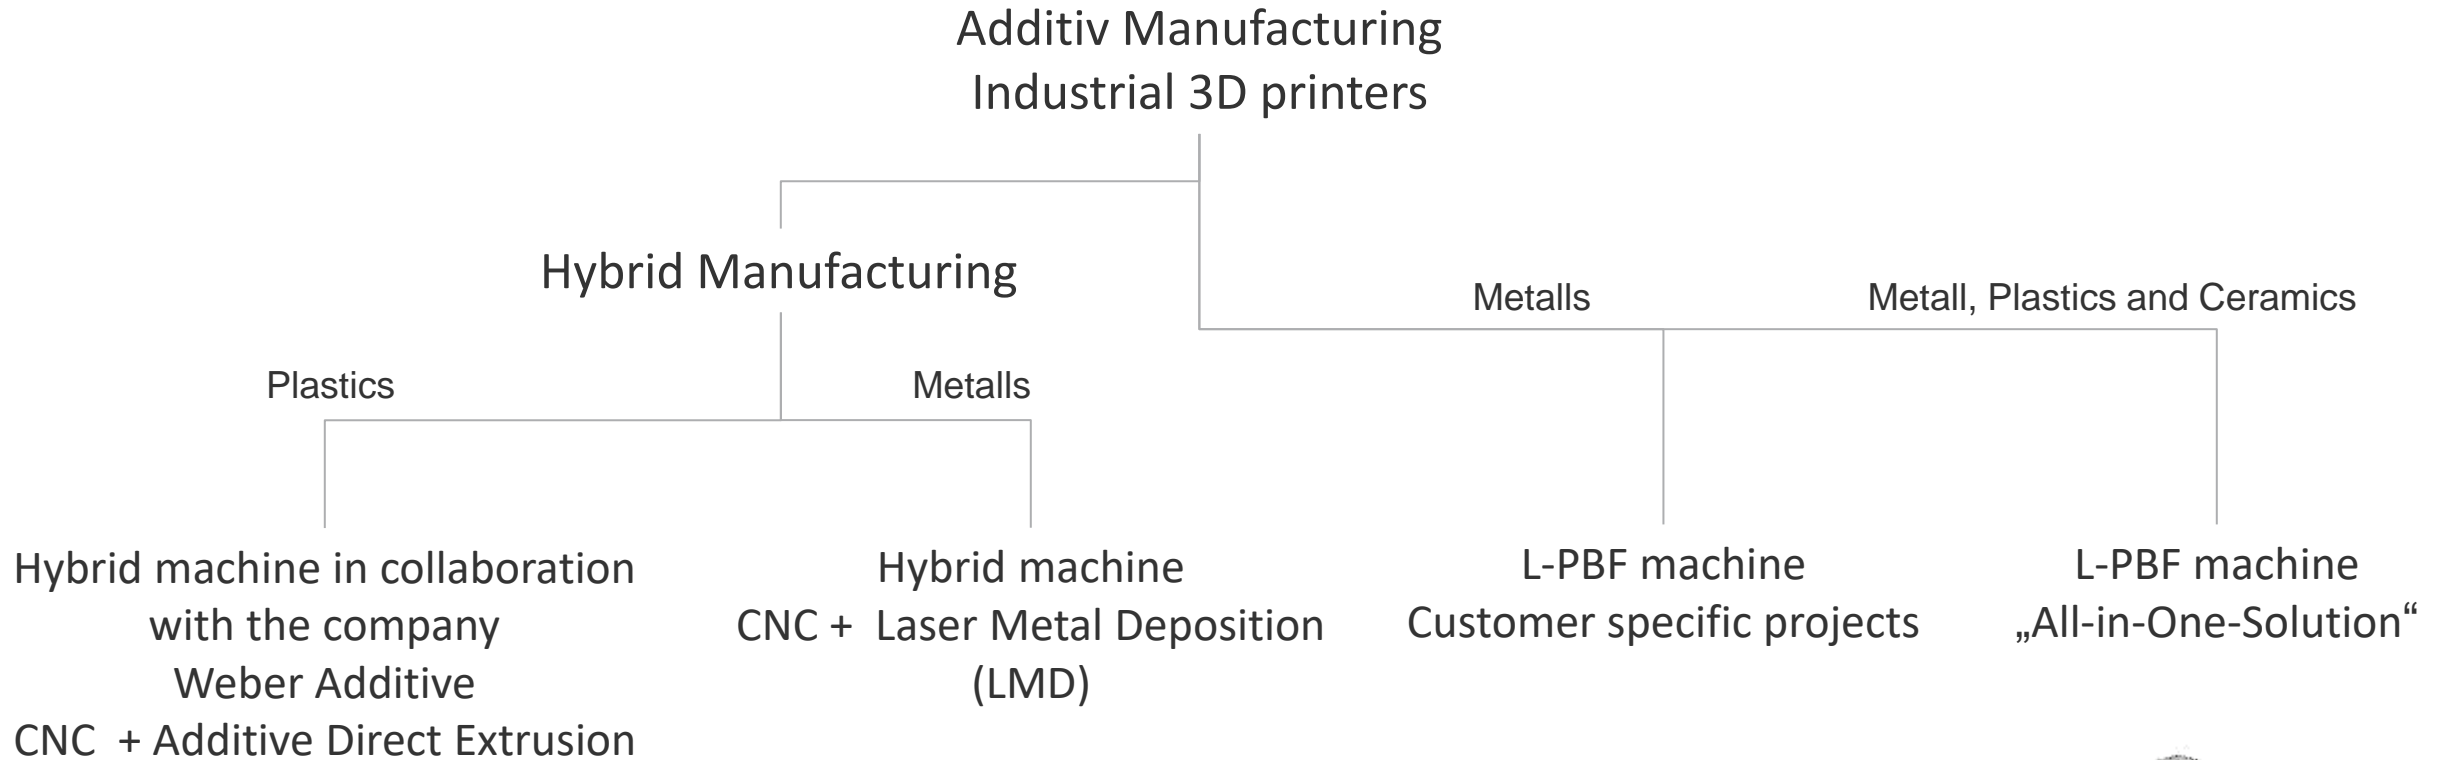 Additiv Manufacturing
Industrial 3D printers
Hybrid Manufacturing
Metalls
Metall, Plastics and Ceramics
Plastics
Metalls
Hybrid machine in collaboration
with the company
Weber Additive
CNC + Additive Direct Extrusion
Hybrid machine
CNC + Laser Metal Deposition
(LMD)
L-PBF machine
Customer specific projects
L-PBF machine
„All-in-One-Solution“